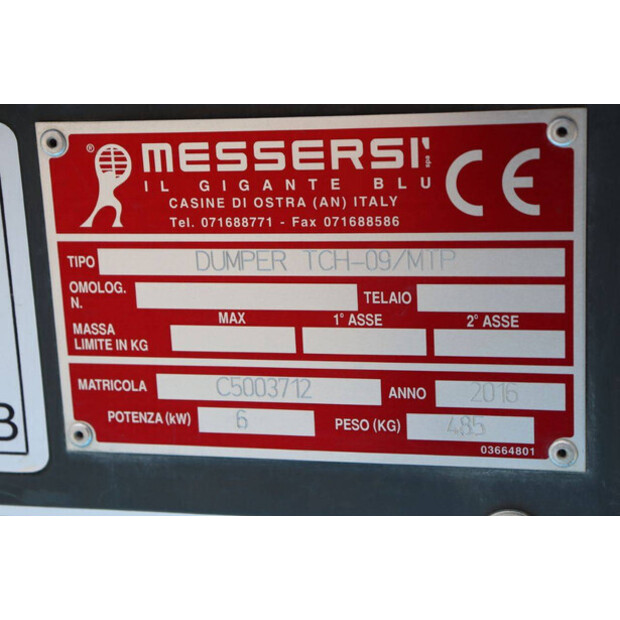 ® MESSERSI' spa
IL GIGANTE BLU
CASINE DI OSTRA (AN) ITALY
Tel. 071688771 - Fax 071688586
CE
TIPO DUMPER TCH-09/MTP
OMOLOG. N. TELAIO
MAX 1° ASSE 2° ASSE
MASSA LIMITE IN KG
MATRICOLA C5003712 ANNO 2016
POTENZA (kW) 6 PESO (KG) 485
03664801
B